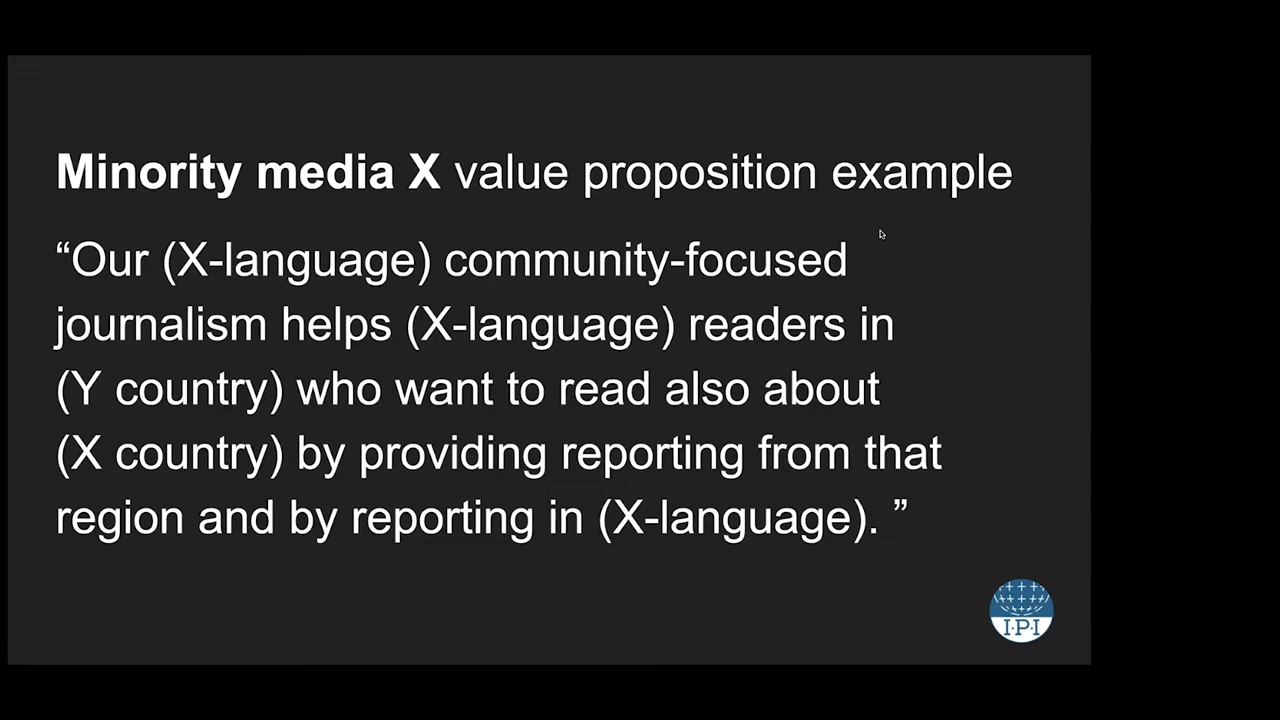 Minority media X value proposition example
“Our (X-language) community-focused
journalism helps (X-language) readers in
(Y country) who want to read also about
(X country) by providing reporting from that
region and by reporting in (X-language). ”
I·P·I